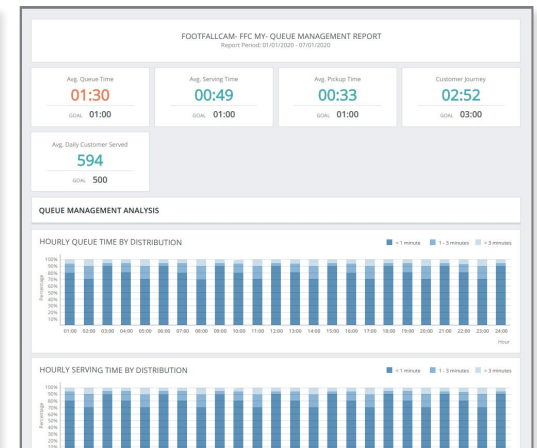 FOOTFALLCAM- FFC MY- QUEUE MANAGEMENT REPORT
Report Period: 01/01/2020 - 07/01/2020
Avg. Queue Time
01:30
GOAL 01:00
Avg. Serving Time
00:49
GOAL 01:00
Avg. Pickup Time
00:33
GOAL 01:00
Customer Journey
02:52
GOAL 03:00
Avg. Daily Customer Served
594
GOAL 500
QUEUE MANAGEMENT ANALYSIS
HOURLY QUEUE TIME BY DISTRIBUTION
< 1 minute 1 - 3 minutes > 3 minutes
Percentage
100%
90%
80%
70%
60%
50%
40%
30%
20%
10%
01:00 02:00 03:00 04:00 05:00 06:00 07:00 08:00 09:00 10:00 11:00 12:00 13:00 14:00 15:00 16:00 17:00 18:00 19:00 20:00 21:00 22:00 23:00 24:00
Hour
HOURLY SERVING TIME BY DISTRIBUTION
< 1 minute 1 - 3 minutes > 3 minutes
Percentage
100%
90%
80%
70%
60%
50%
40%
30%
20%
10%